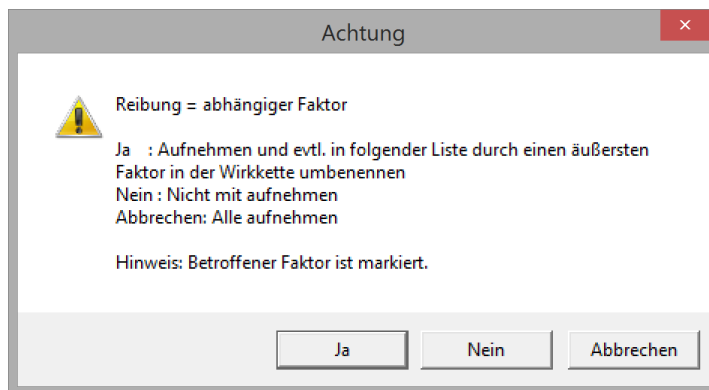 Achtung
Reibung = abhängiger Faktor
Ja : Aufnehmen und evtl. in folgender Liste durch einen äußersten
Faktor in der Wirkkette umbenennen
Nein : Nicht mit aufnehmen
Abbrechen: Alle aufnehmen
Hinweis: Betroffener Faktor ist markiert.
Ja Nein Abbrechen